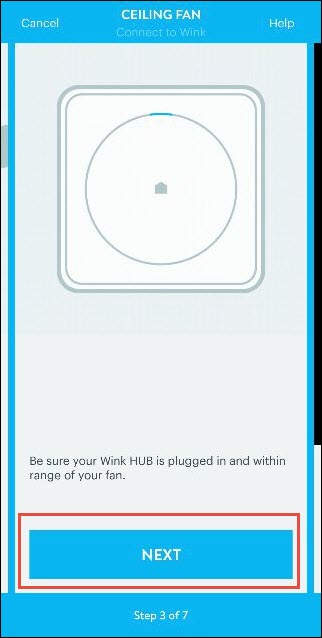 Cancel
CEILING FAN
Help
Connect to Wink
Be sure your Wink HUB is plugged in and within
range of your fan.
NEXT
Step 3 of 7